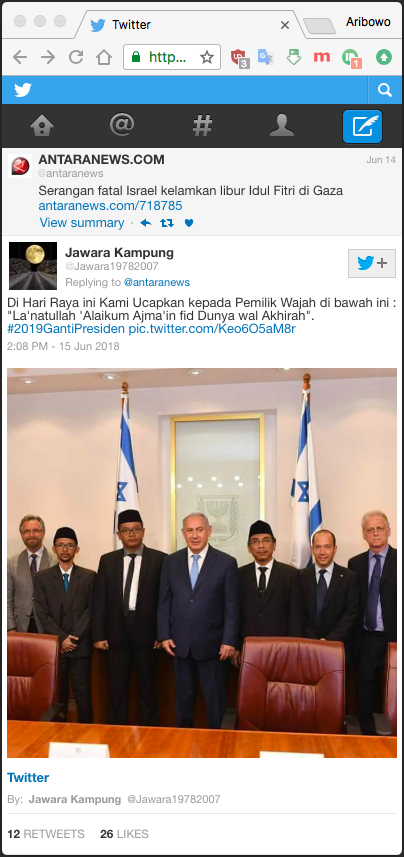 Twitter
Aribowo
http...
3
1
@
#
ANTARANEWS.COM
Jun 14
@antaranews
Serangan fatal Israel kelamkan libur Idul Fitri di Gaza
antaranews.com/718785
View summary ·
Jawara Kampung
@Jawara19782007
Replying to @antaranews
Di Hari Raya ini Kami Ucapkan kepada Pemilik Wajah di bawah ini :
"La'natullah 'Alaikum Ajma'in fid Dunya wal Akhirah".
#2019GantiPresiden pic.twitter.com/Keo6O5aM8r
2:08 PM - 15 Jun 2018
Twitter
By: Jawara Kampung @Jawara19782007
12 RETWEETS 26 LIKES